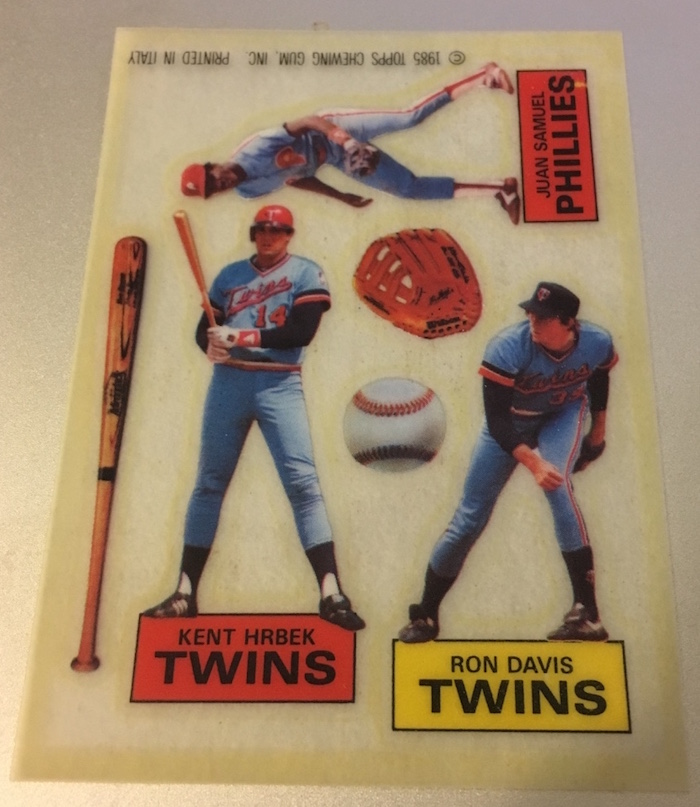 © 1985 TOPPS CHEWING GUM, INC. PRINTED IN ITALY
JUAN SAMUEL
PHILLIES
Twins
14
Twins
KENT HRBEK
TWINS
RON DAVIS
TWINS